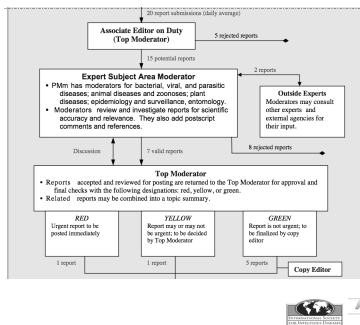 20 report submissions (daily average)
Associate Editor on Duty
(Top Moderator)
5 rejected reports
15 potential reports
Expert Subject Area Moderator
• PMm has moderators for bacterial, viral, and parasitic
diseases; animal diseases and zoonoses; plant
diseases; epidemiology and surveillance, entomology.
• Moderators review and investigate reports for scientific
accuracy and relevance. They also add postscript
comments and references.
2 reports
Outside Experts
Moderators may consult
other experts and
external agencies for
their input.
8 rejected reports
Discussion
7 valid reports
Top Moderator
• Reports accepted and reviewed for posting are returned to the Top Moderator for approval and
final checks with the following designations: red, yellow, or green.
• Related reports may be combined into a topic summary.
RED
Urgent report to be
posted immediately
YELLOW
Report may or may not
be urgent; to be decided
by Top Moderator
GREEN
Report is not urgent; to
be finalized by copy
editor
1 report
1 report
5 reports
Copy Editor
INTERNATIONAL SOCIETY
FOR INFECTIOUS DISEASES